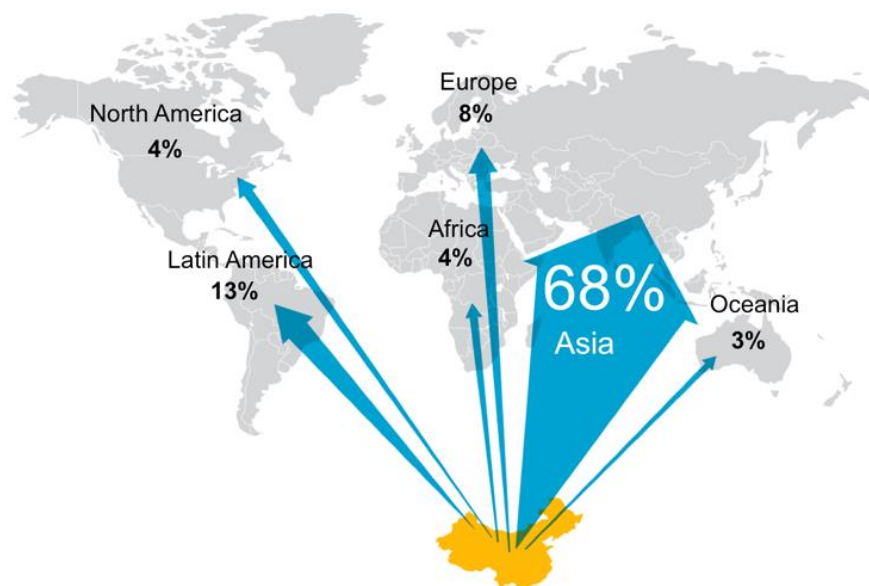 Europe
8%
North America
4%
Africa
4%
Latin America
13%
68%
Asia
Oceania
3%